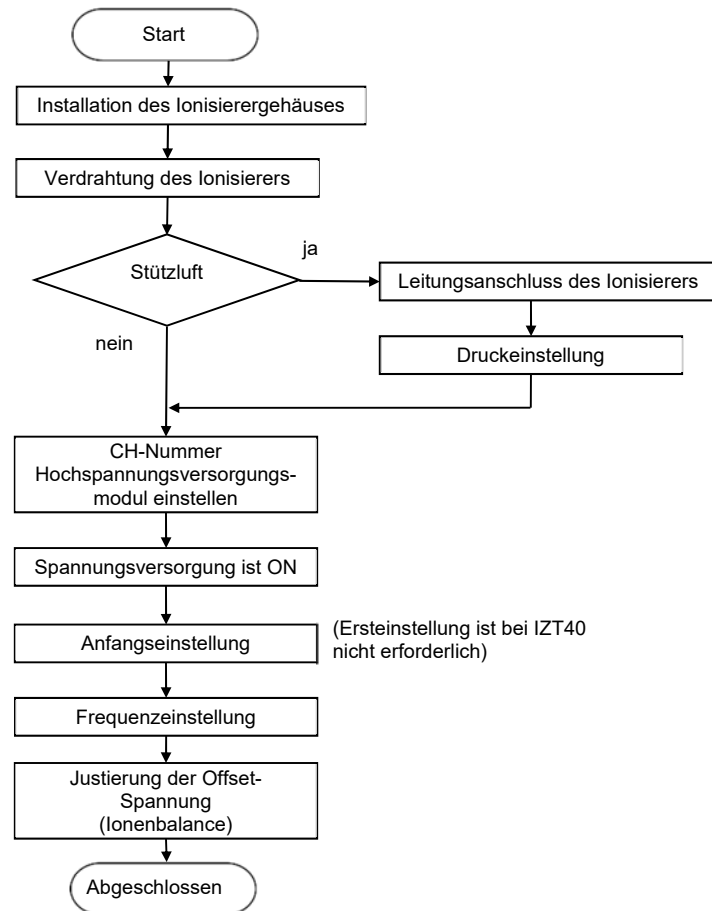 Start
Installation des Ionisierergehäuses
Verdrahtung des Ionisierers
Stützluft
ja
Leitungsanschluss des Ionisierers
nein
Druckeinstellung
CH-Nummer
Hochspannungsversorgungs-
modul einstellen
Spannungsversorgung ist ON
Anfangseinstellung
(Ersteinstellung ist bei IZT40
nicht erforderlich)
Frequenzeinstellung
Justierung der Offset-
Spannung
(Ionenbalance)
Abgeschlossen